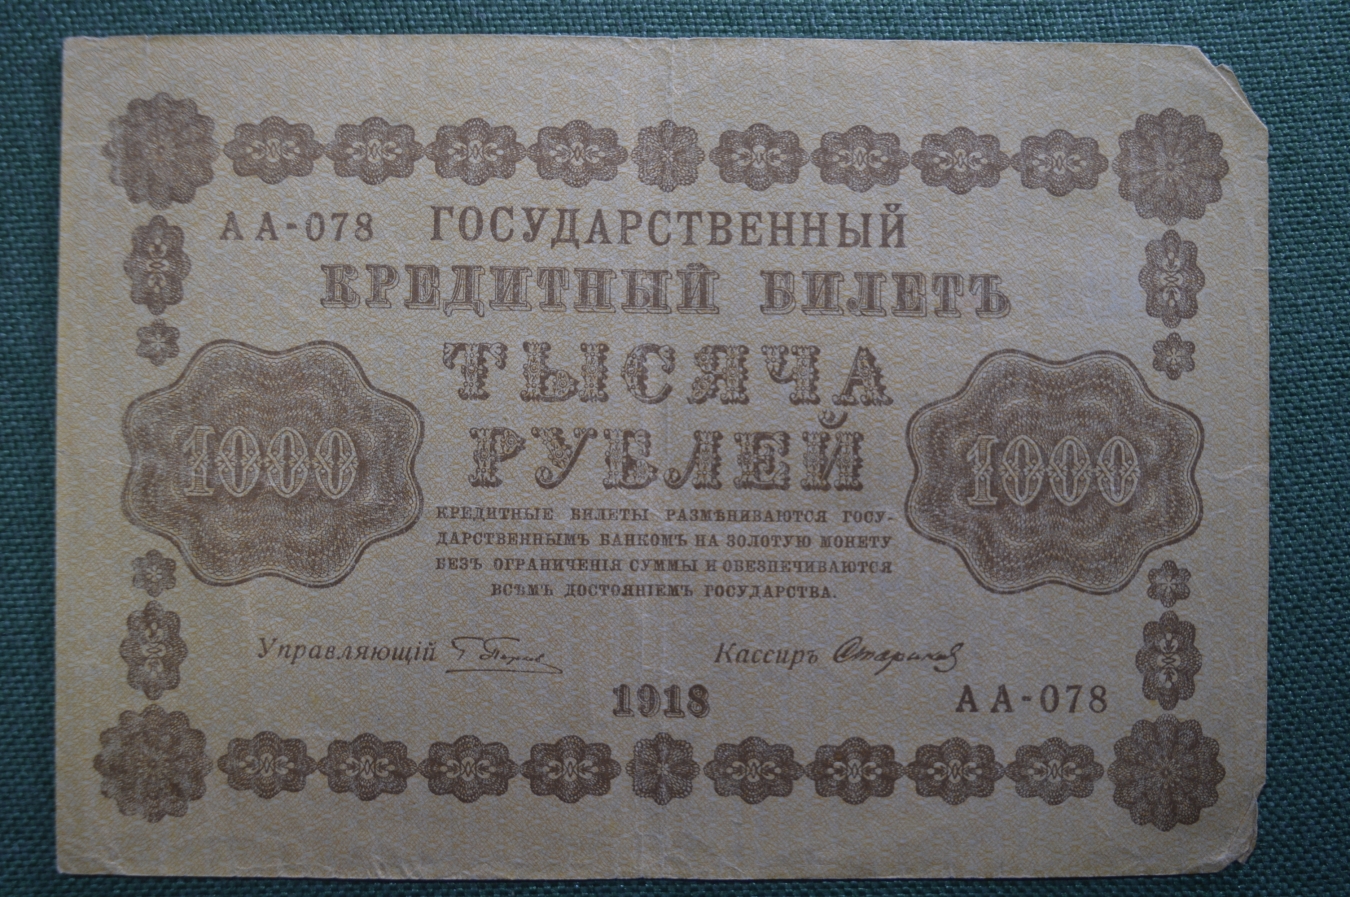 АА-078 ГОСУДАРСТВЕННЫЙ
КРЕДИТНЫЙ БИЛЕТЪ
ТЫСЯЧА
РУБЛЕЙ
1000 1000
КРЕДИТНЫЕ БИЛЕТЫ РАЗМѢНИВАЮТСЯ ГОСУ-
ДАРСТВЕННЫМЪ БАНКОМЪ НА ЗОЛОТУЮ МОНЕТУ
БЕЗЪ ОГРАНИЧЕНІЯ СУММЫ И ОБЕЗПЕЧИВАЮТСЯ
ВСѢМЪ ДОСТОЯНІЕМЪ ГОСУДАРСТВА.
Управляющій Кассиръ Стариков
1918 АА-078